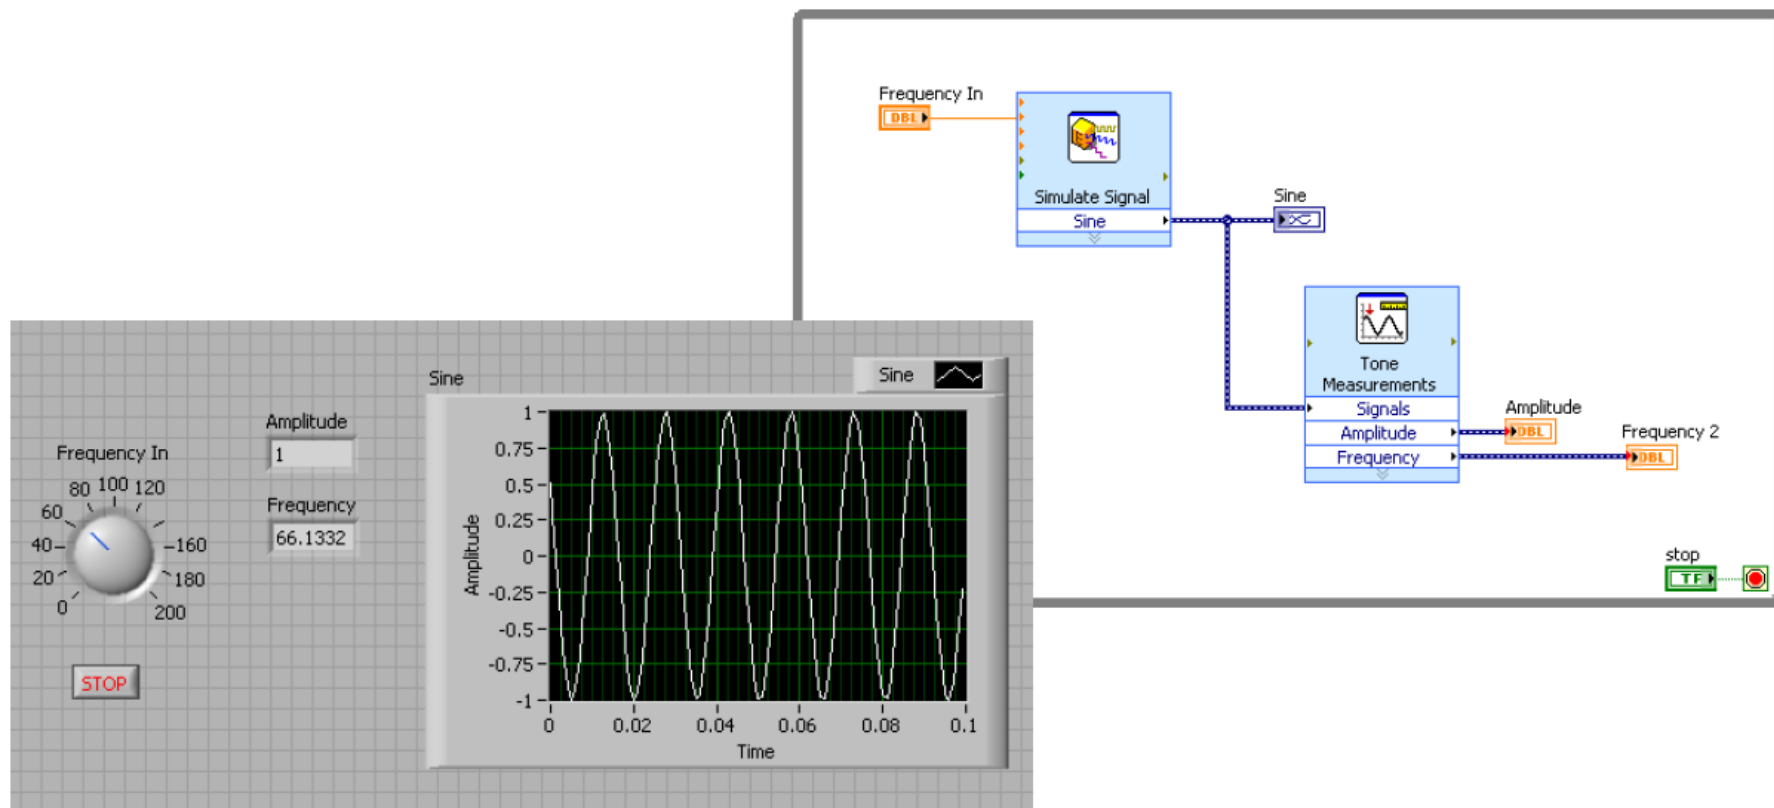 Frequency In
DBL
Simulate Signal
Sine
Sine
Tone
Measurements
Signals
Amplitude
Frequency
Amplitude
DBL
Frequency 2
DBL
stop
TF
Sine
Sine
Amplitude
1
Frequency In
0
20
40
60
80
100
120
160
180
200
Frequency
66.1332
STOP
Amplitude
1
0.75
0.5
0.25
0
-0.25
-0.5
-0.75
-1
0
0.02
0.04
0.06
0.08
0.1
Time